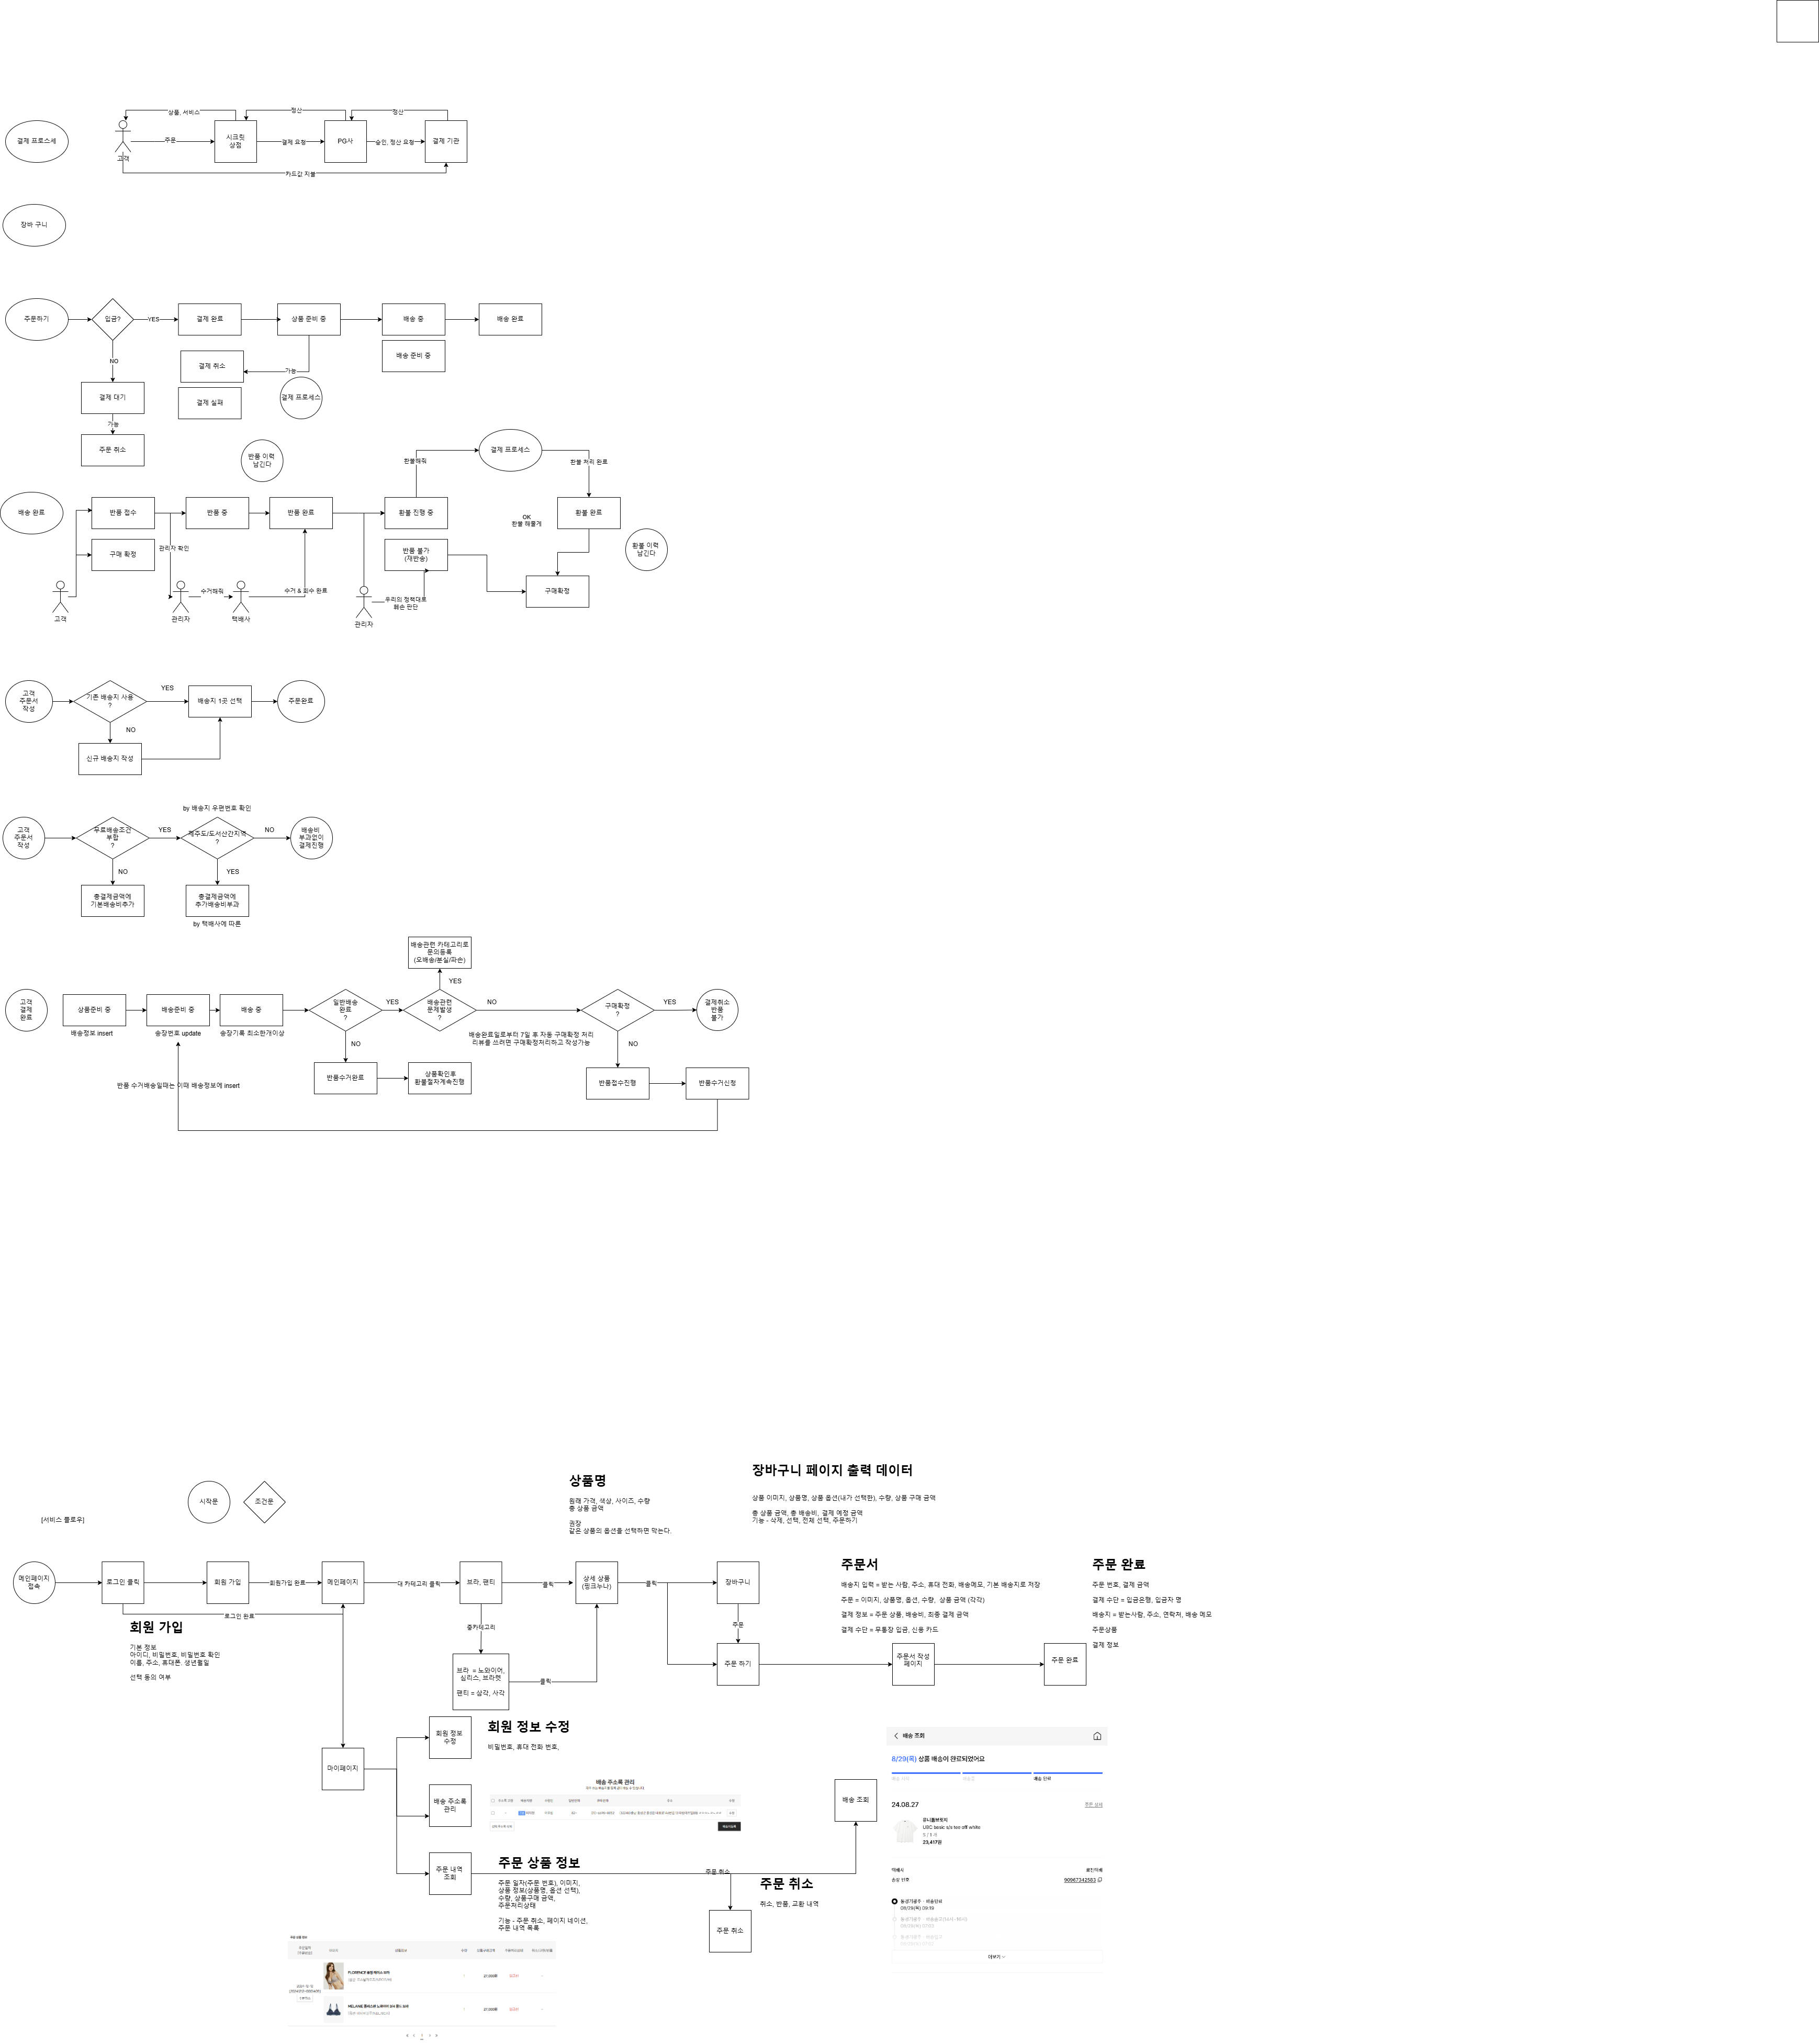 상품, 서비스
정산
정산
결제 프로스세
고객
주문
시크릿
상점
결제 요청
PG사
승인, 정산 요청
결제 기관
카드값 지불
장바 구니
주문하기
입금?
YES
결제 완료
상품 준비 중
배송 중
배송 완료
NO
결제 취소
가능
배송 준비 중
결제 대기
결제 실패
결제 프로세스
가능
주문 취소
반품 이력
남긴다
환불해줘
결제 프로세스
환불 처리 완료
배송 완료
반품 접수
반품 중
반품 완료
환불 진행 중
OK
환불 해줄게
환불 완료
구매 확정
관리자 확인
반품 불가
(재반송)
환불 이력
남긴다
고객
관리자
수거해줘
택배사
수거 & 회수 완료
관리자
우리의 정책대로
훼손 판단
구매확정
고객
주문서
작성
기존 배송지 사용
?
YES
배송지 1곳 선택
주문완료
NO
신규 배송지 작성
by 배송지 우편번호 확인
고객
주문서
작성
무료배송조건
부합
?
YES
제주도/도서산간지역
?
NO
배송비
부과없이
결제진행
NO
YES
총결제금액에
기본배송비추가
총결제금액에
추가배송비부과
by 택배사에 따른
배송관련 카테고리로
문의등록
(오배송/분실/파손)
YES
고객
결제
완료
상품준비 중
배송준비 중
배송 중
일반배송
완료
?
YES
배송관련
문제발생
?
NO
구매확정
?
YES
결제취소
반품
불가
배송정보 insert
송장번호 update
송장기록 최소한개이상
배송완료일로부터 7일 후 자동 구매확정 처리
리뷰를 쓰려면 구매확정처리하고 작성가능
NO
NO
반품수거완료
상품확인후
환불절차계속진행
반품접수진행
반품수거신청
반품 수거배송일때는 이때 배송정보에 insert
시작문
조건문
[서비스 플로우]
상품명
원래 가격, 색상, 사이즈, 수량
총 상품 금액
권장
같은 상품의 옵션을 선택하면 막는다.
장바구니 페이지 출력 데이터
상품 이미지, 상품명, 상품 옵션(내가 선택한), 수량, 상품 구매 금액
총 상품 금액, 총 배송비, 결제 예정 금액
기능 - 삭제, 선택, 전체 선택, 주문하기
메인페이지
접속
로그인 클릭
회원 가입
회원가입 완료
메인페이지
대 카테고리 클릭
브라, 팬티
클릭
상세 상품
(핑크누나)
클릭
장바구니
로그인 완료
주문서
배송지 입력 = 받는 사람, 주소, 휴대 전화, 배송메모, 기본 배송지로 저장
주문 = 이미지, 상품명, 옵션, 수량, 상품 금액 (각각)
결제 정보 = 주문 상품, 배송비, 최종 결제 금액
결제 수단 = 무통장 입금, 신용 카드
주문 완료
주문 번호, 결제 금액
결제 수단 = 입금은행, 입금자 명
배송지 = 받는사람, 주소, 연락처, 배송 메모
주문상품
결제 정보
회원 가입
기본 정보
아이디, 비밀번호, 비밀번호 확인
이름, 주소, 휴대폰. 생년월일
선택 동의 여부
중카테고리
주문
브라 = 노와이어,
심리스, 브라렛
팬티 = 삼각, 사각
클릭
주문 하기
주문서 작성
페이지
주문 완료
마이페이지
회원 정보
수정
회원 정보 수정
비밀번호, 휴대 전화 번호,
배송 주소록
관리
배송 주소록 관리
배송 조회
주문 내역
조회
주문 상품 정보
주문 일자(주문 번호), 이미지,
상품 정보(상품명, 옵션 선택),
수량, 상품구매 금액,
주문처리상태
기능 - 주문 취소, 페이지 네이션,
주문 내역 목록
주문 취소
주문 취소
취소, 반품, 교환 내역
주문 취소
배송 조회
8/29(목) 상품 배송이 완료되었어요
배송 완료
24.08.27
주문 상세
유니폼브릿지
UBC basic s/s tee off white
23,417원
택배사
롯데택배
송장 번호
08/29(목) 09:19
더보기
27,000원
27,000원